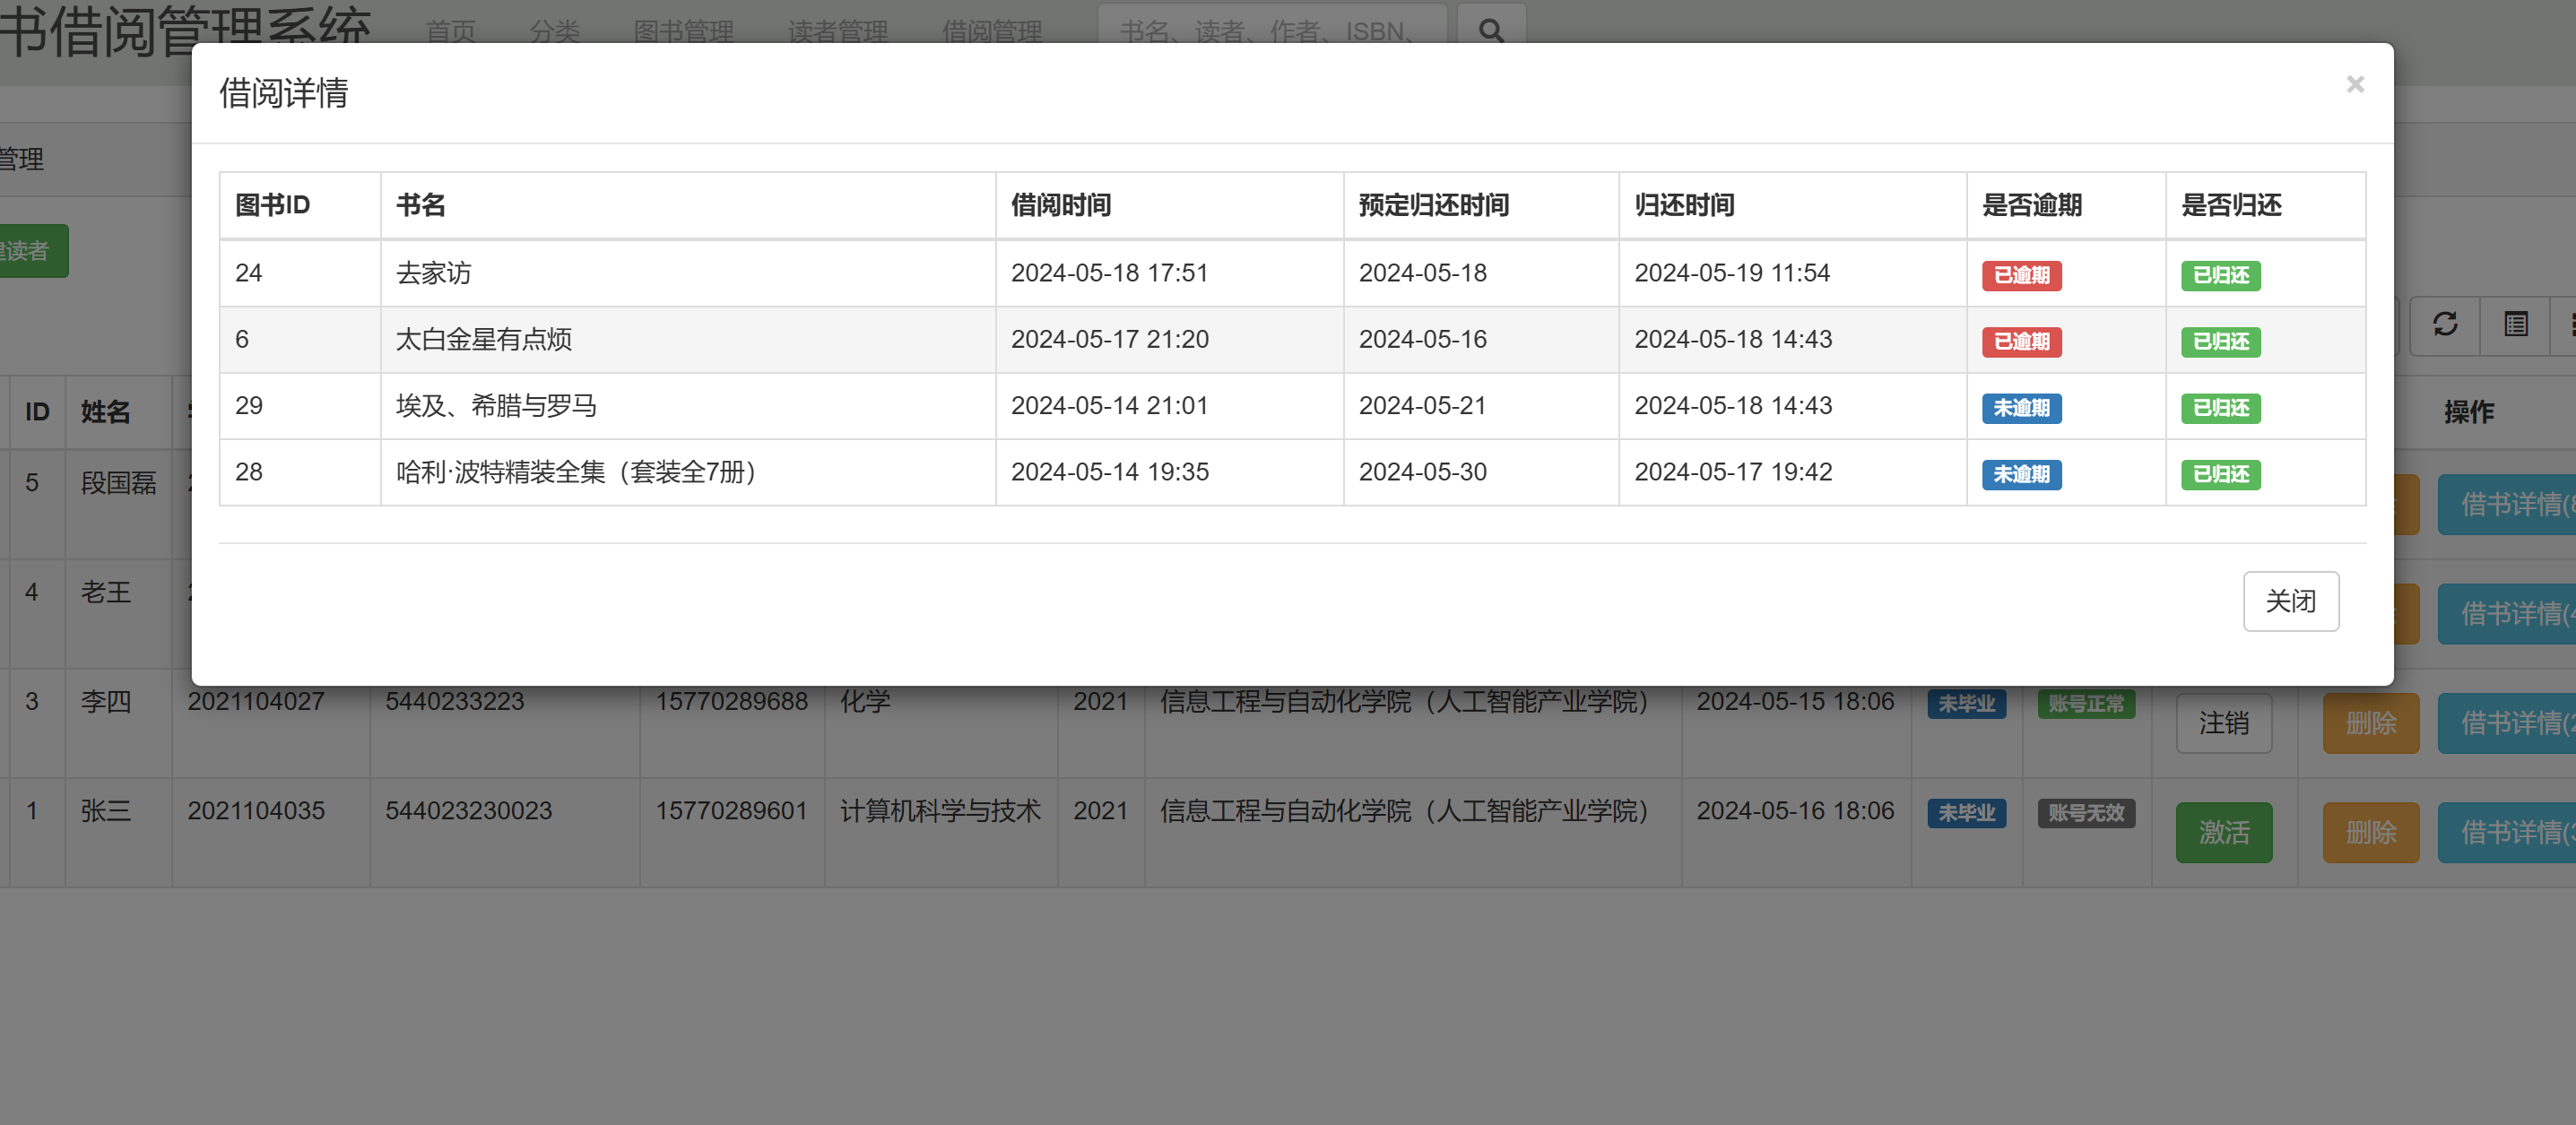 书借阅管理系统 首页 分类 图书管理 读者管理 借阅管理 书名、读者、作者、ISBN、
借阅详情 ×
管理
图书ID 书名 借阅时间 预定归还时间 归还时间 是否逾期 是否归还
建读者
24 去家访 2024-05-18 17:51 2024-05-18 2024-05-19 11:54 已逾期 已归还
6 太白金星有点烦 2024-05-17 21:20 2024-05-16 2024-05-18 14:43 已逾期 已归还
29 埃及、希腊与罗马 2024-05-14 21:01 2024-05-21 2024-05-18 14:43 未逾期 已归还
28 哈利·波特精装全集（套装全7册） 2024-05-14 19:35 2024-05-30 2024-05-17 19:42 未逾期 已归还
关闭
ID 姓名 操作
5 段国磊 借书详情(8
4 老王 借书详情(4
3 李四 2021104027 5440233223 15770289688 化学 2021 信息工程与自动化学院（人工智能产业学院） 2024-05-15 18:06 未毕业 账号正常 注销 删除 借书详情(2
1 张三 2021104035 544023230023 15770289601 计算机科学与技术 2021 信息工程与自动化学院（人工智能产业学院） 2024-05-16 18:06 未毕业 账号无效 激活 删除 借书详情(3